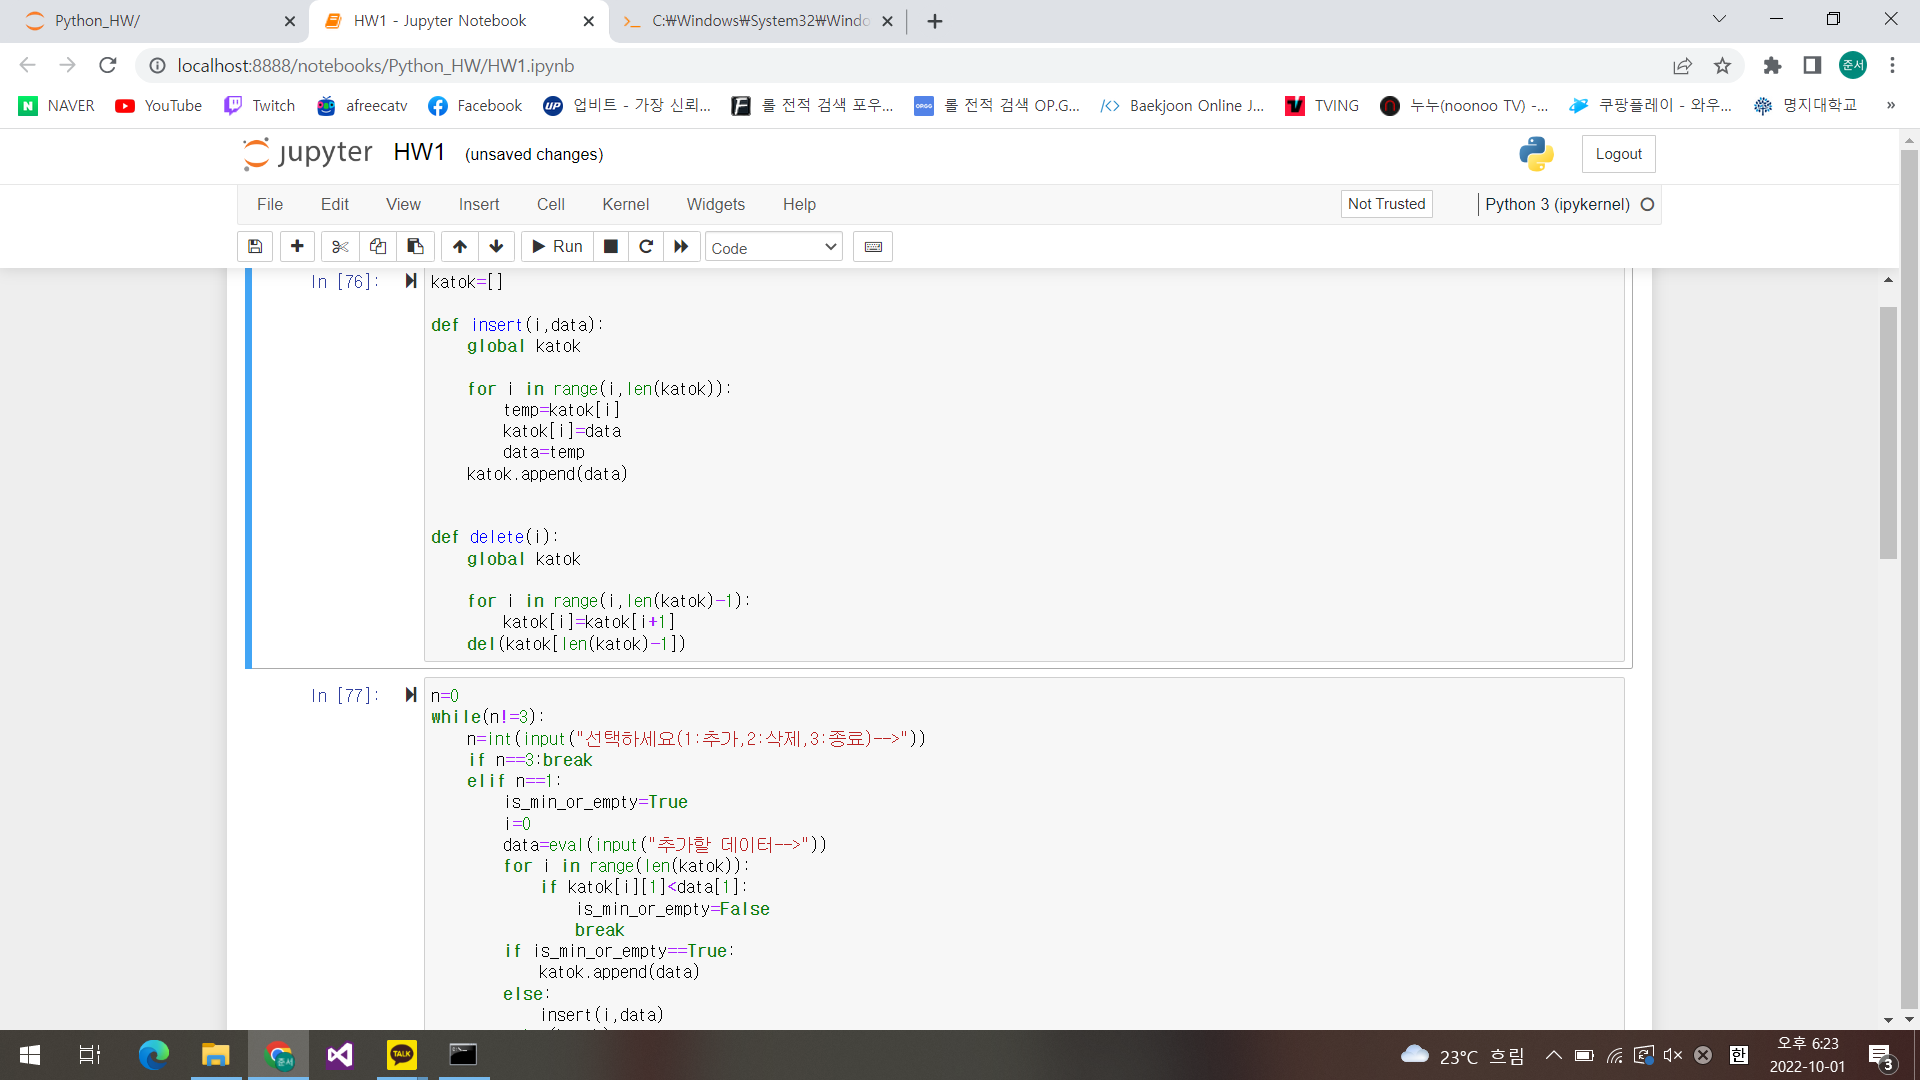 Python_HW/
HW1 - Jupyter Notebook
C:₩Windows₩System32₩Windo
localhost:8888/notebooks/Python_HW/HW1.ipynb
준서
NAVER
YouTube
Twitch
afreecatv
Facebook
업비트 - 가장 신뢰...
롤 전적 검색 포우...
롤 전적 검색 OP.G...
Baekjoon Online J...
TVING
누누(noonoo TV) -...
쿠팡플레이 - 와우...
명지대학교
»
jupyter HW1 (unsaved changes)
Logout
File Edit View Insert Cell Kernel Widgets Help
Not Trusted
Python 3 (ipykernel)
Run
Code
In [76]:
katok=[]
def insert(i,data):
    global katok
    for i in range(i,len(katok)):
        temp=katok[i]
        katok[i]=data
        data=temp
    katok.append(data)
def delete(i):
    global katok
    for i in range(i,len(katok)-1):
        katok[i]=katok[i+1]
    del(katok[len(katok)-1])
In [77]:
n=0
while(n!=3):
    n=int(input("선택하세요(1:추가,2:삭제,3:종료)-->"))
    if n==3:break
    elif n==1:
        is_min_or_empty=True
        i=0
        data=eval(input("추가할 데이터-->"))
        for i in range(len(katok)):
            if katok[i][1]<data[1]:
                is_min_or_empty=False
                break
        if is_min_or_empty==True:
            katok.append(data)
        else:
            insert(i,data)
준서
TALK
23°C 흐림
한
오후 6:23
2022-10-01
3